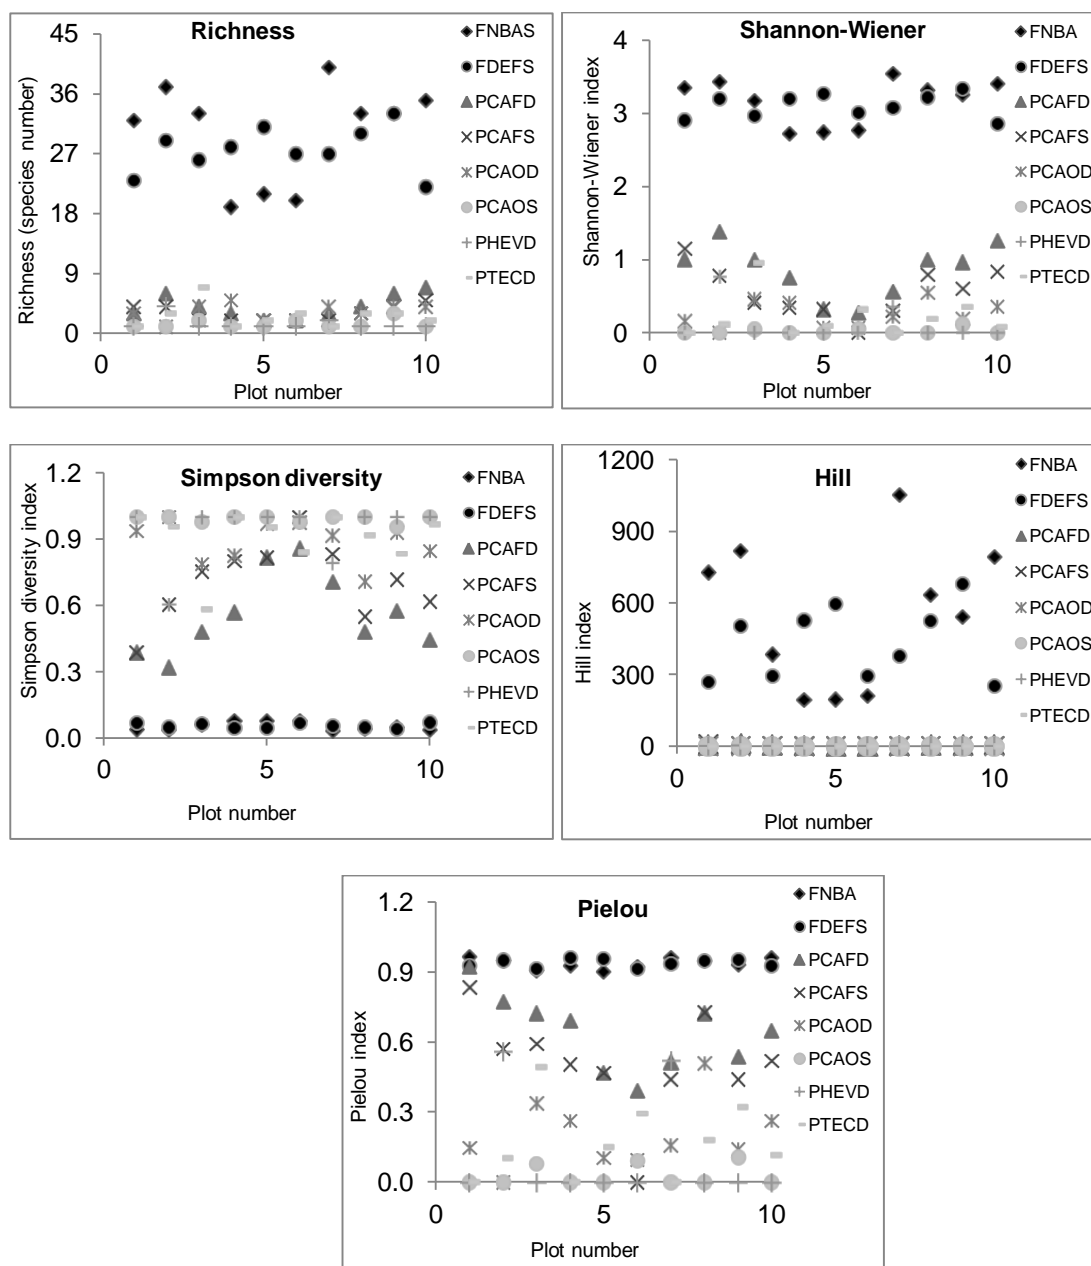 Richness
Richness (species number)
45
36
27
18
9
0
0
5
10
Plot number
FNBAS
FDEFS
PCAFD
PCAFS
PCAOD
PCAOS
PHEVD
PTECD
Shannon-Wiener
Shannon-Wiener index
4
3
2
1
0
0
5
10
Plot number
FNBA
FDEFS
PCAFD
PCAFS
PCAOD
PCAOS
PHEVD
PTECD
Simpson diversity
Simpson diversity index
1.2
0.9
0.6
0.3
0.0
0
5
10
Plot number
FNBA
FDEFS
PCAFD
PCAFS
PCAOD
PCAOS
PHEVD
PTECD
Hill
Hill index
1200
900
600
300
0
0
5
10
Plot number
FNBA
FDEFS
PCAFD
PCAFS
PCAOD
PCAOS
PHEVD
PTECD
Pielou
Pielou index
1.2
0.9
0.6
0.3
0.0
0
5
10
Plot number
FNBA
FDEFS
PCAFD
PCAFS
PCAOD
PCAOS
PHEVD
PTECD